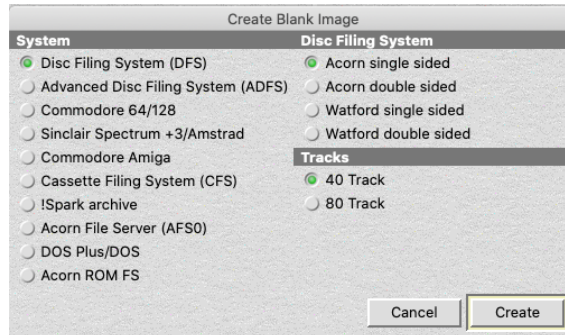 Create Blank Image
System
Disc Filing System (DFS)
Advanced Disc Filing System (ADFS)
Commodore 64/128
Sinclair Spectrum +3/Amstrad
Commodore Amiga
Cassette Filing System (CFS)
!Spark archive
Acorn File Server (AFS0)
DOS Plus/DOS
Acorn ROM FS
Disc Filing System
Acorn single sided
Acorn double sided
Watford single sided
Watford double sided
Tracks
40 Track
80 Track
Cancel
Create